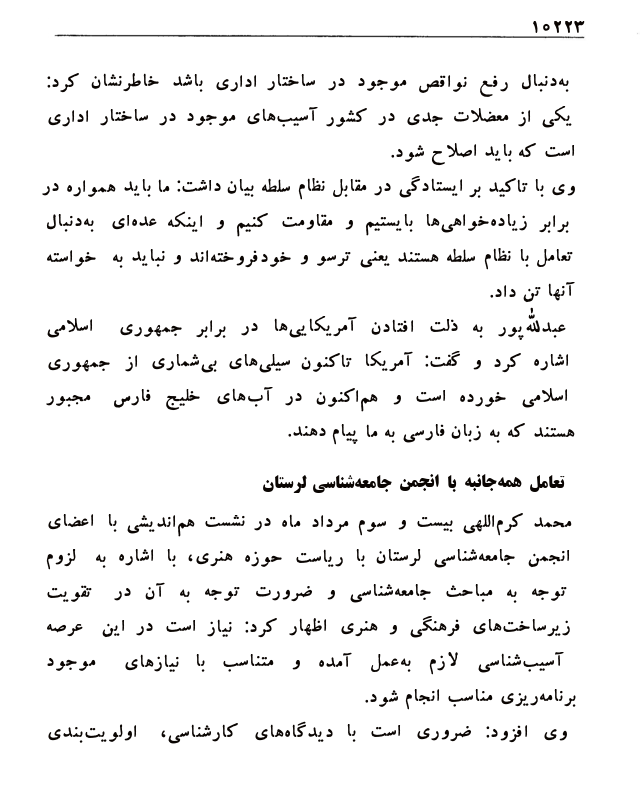 ۱۰۲۲۳
به‌دنبال رفع نواقص موجود در ساختار اداری باشد خاطرنشان کرد:
یکی از معضلات جدی در کشور آسیب‌های موجود در ساختار اداری
است که باید اصلاح شود.
وی با تاکید بر ایستادگی در مقابل نظام سلطه بیان داشت: ما باید همواره در
برابر زیاده‌خواهی‌ها بایستیم و مقاومت کنیم و اینکه عده‌ای به‌دنبال
تعامل با نظام سلطه هستند یعنی ترسو و خودفروخته‌اند و نباید به خواسته
آنها تن داد.
عبدالله‌پور به ذلت افتادن آمریکایی‌ها در برابر جمهوری اسلامی
اشاره کرد و گفت: آمریکا تاکنون سیلی‌های بی‌شماری از جمهوری
اسلامی خورده است و هم‌اکنون در آب‌های خلیج فارس مجبور
هستند که به زبان فارسی به ما پیام دهند.
تعامل همه‌جانبه با انجمن جامعه‌شناسی لرستان
محمد کرم‌اللهی بیست و سوم مرداد ماه در نشست هم‌اندیشی با اعضای
انجمن جامعه‌شناسی لرستان با ریاست حوزه هنری، با اشاره به لزوم
توجه به مباحث جامعه‌شناسی و ضرورت توجه به آن در تقویت
زیرساخت‌های فرهنگی و هنری اظهار کرد: نیاز است در این عرصه
آسیب‌شناسی لازم به‌عمل آمده و متناسب با نیازهای موجود
برنامه‌ریزی مناسب انجام شود.
وی افزود: ضروری است با دیدگاه‌های کارشناسی، اولویت‌بندی